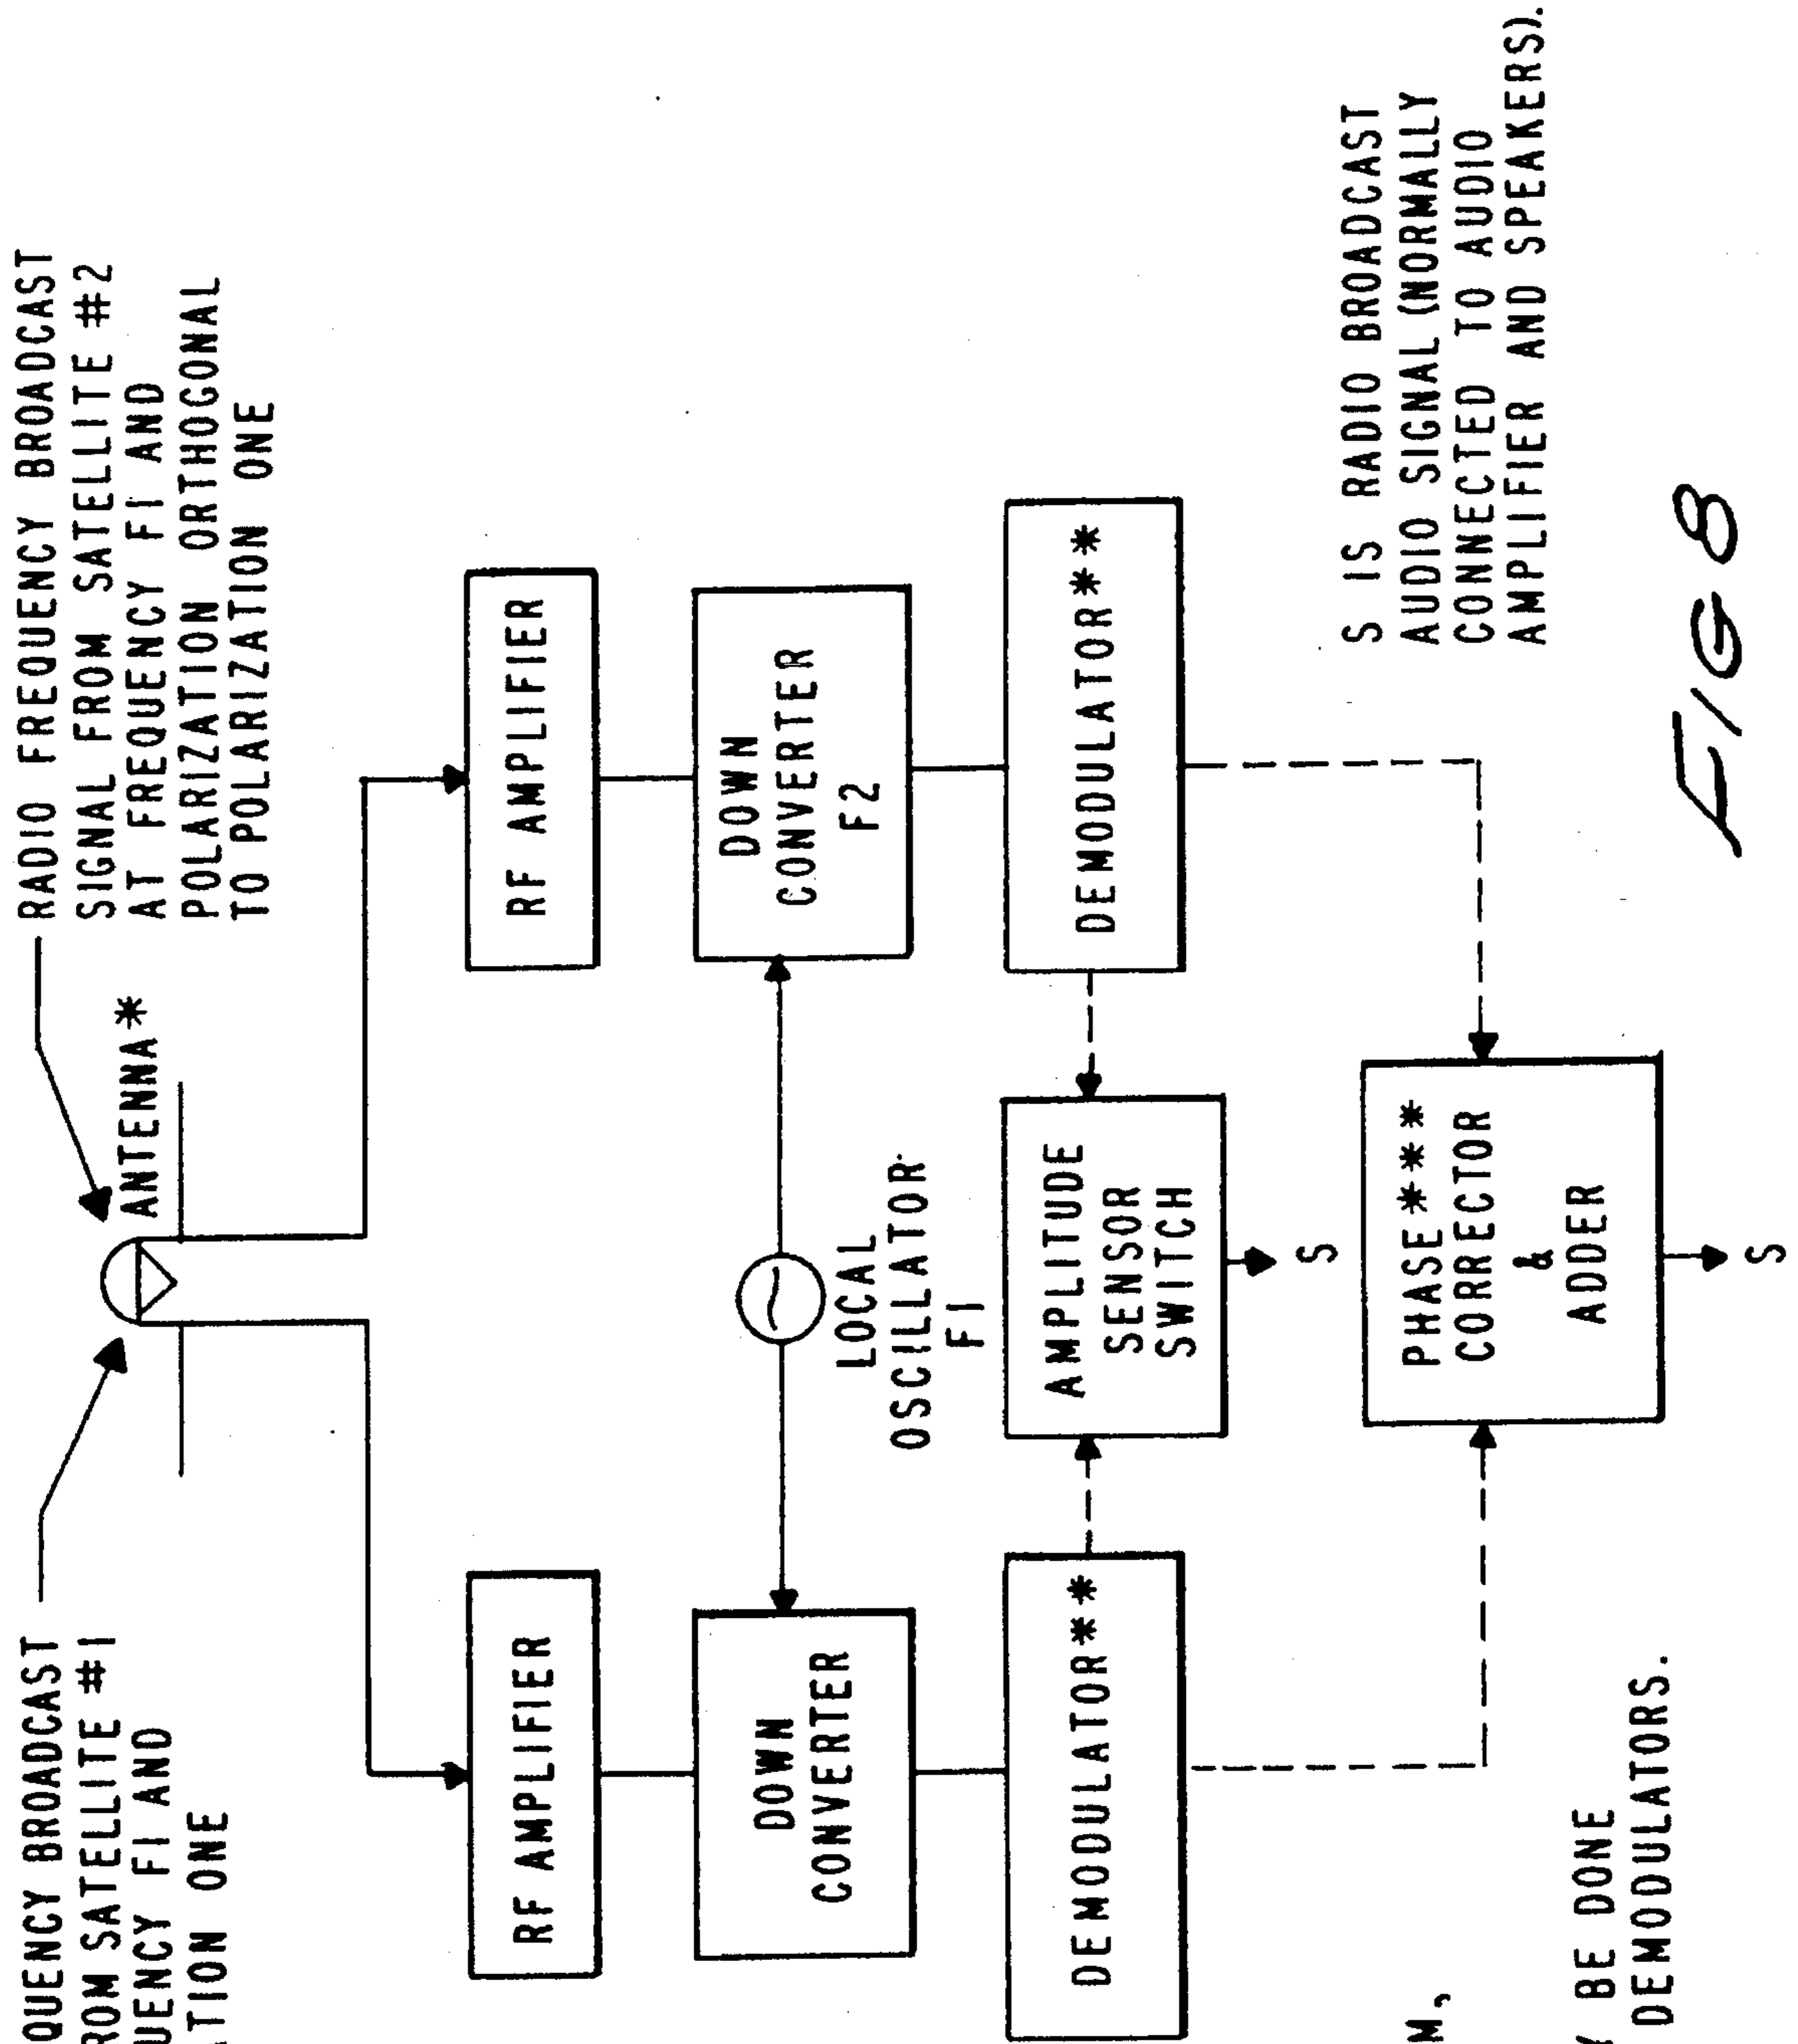 QUENCY BROADCAST
ROM SATELLITE #1
UENCY F1 AND
ATION ONE
RADIO FREQUENCY BROADCAST
SIGNAL FROM SATELLITE #2
AT FREQUENCY F1 AND
POLARIZATION ORTHOGONAL
TO POLARIZATION ONE
ANTENNA*
RF AMPLIFIER
RF AMPLIFIER
DOWN
CONVERTER
LOCAL
OSCILLATOR
F1
DOWN
CONVERTER
F2
DEMODULATOR**
AMPLITUDE
SENSOR
SWITCH
DEMODULATOR**
S
PHASE***
CORRECTOR
&
ADDER
S
M,
BE DONE
DEMODULATORS.
S IS RADIO BROADCAST
AUDIO SIGNAL (NORMALLY
CONNECTED TO AUDIO
AMPLIFIER AND SPEAKERS).
FIG 8